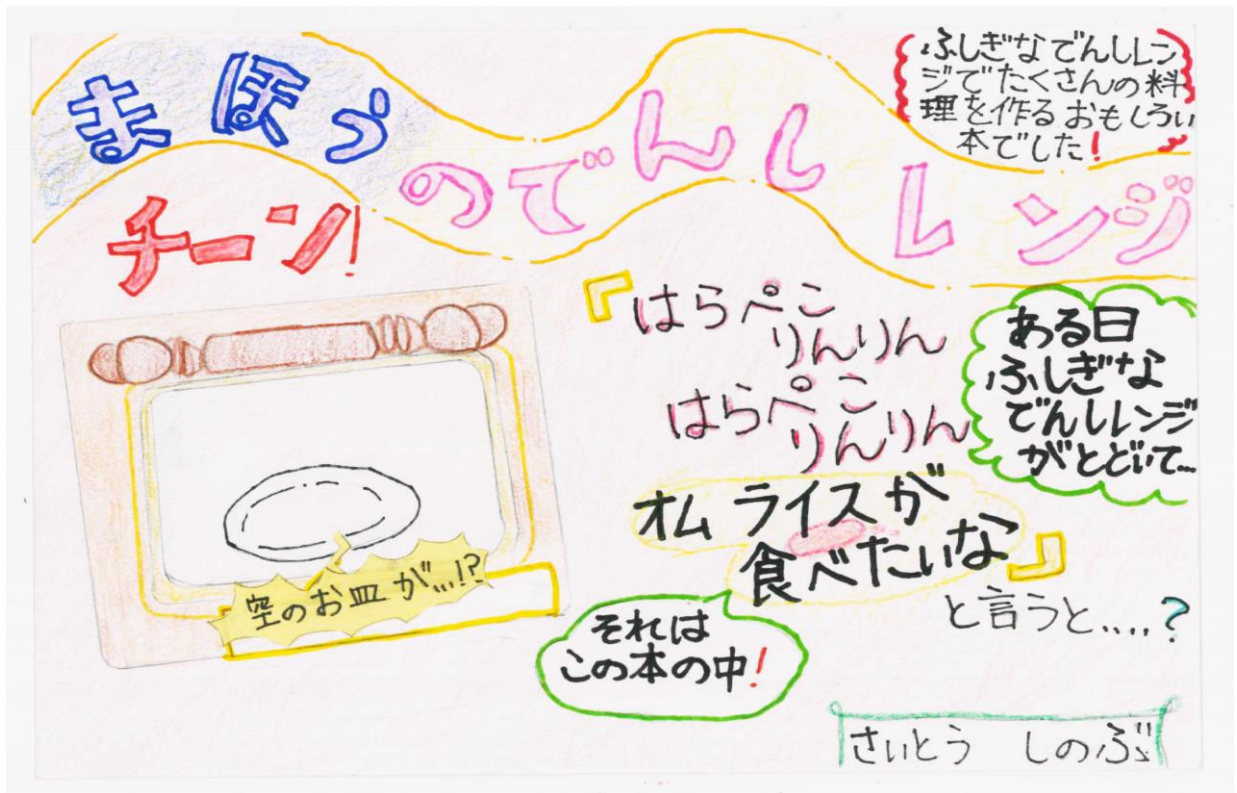 まほう
のでんしレンジ
ふしぎなでんしレン
ジでたくさんの料
理を作るおもしろい
本でした!
チーン!
『はらぺこ
りんりん
はらぺこ
りんりん
オムライスが
食べたいな』
と言うと....?
ある日
ふしぎな
でんしレンジ
がとどいて...
空のお皿が...!?
それは
この本の中!
さいとう しのぶ